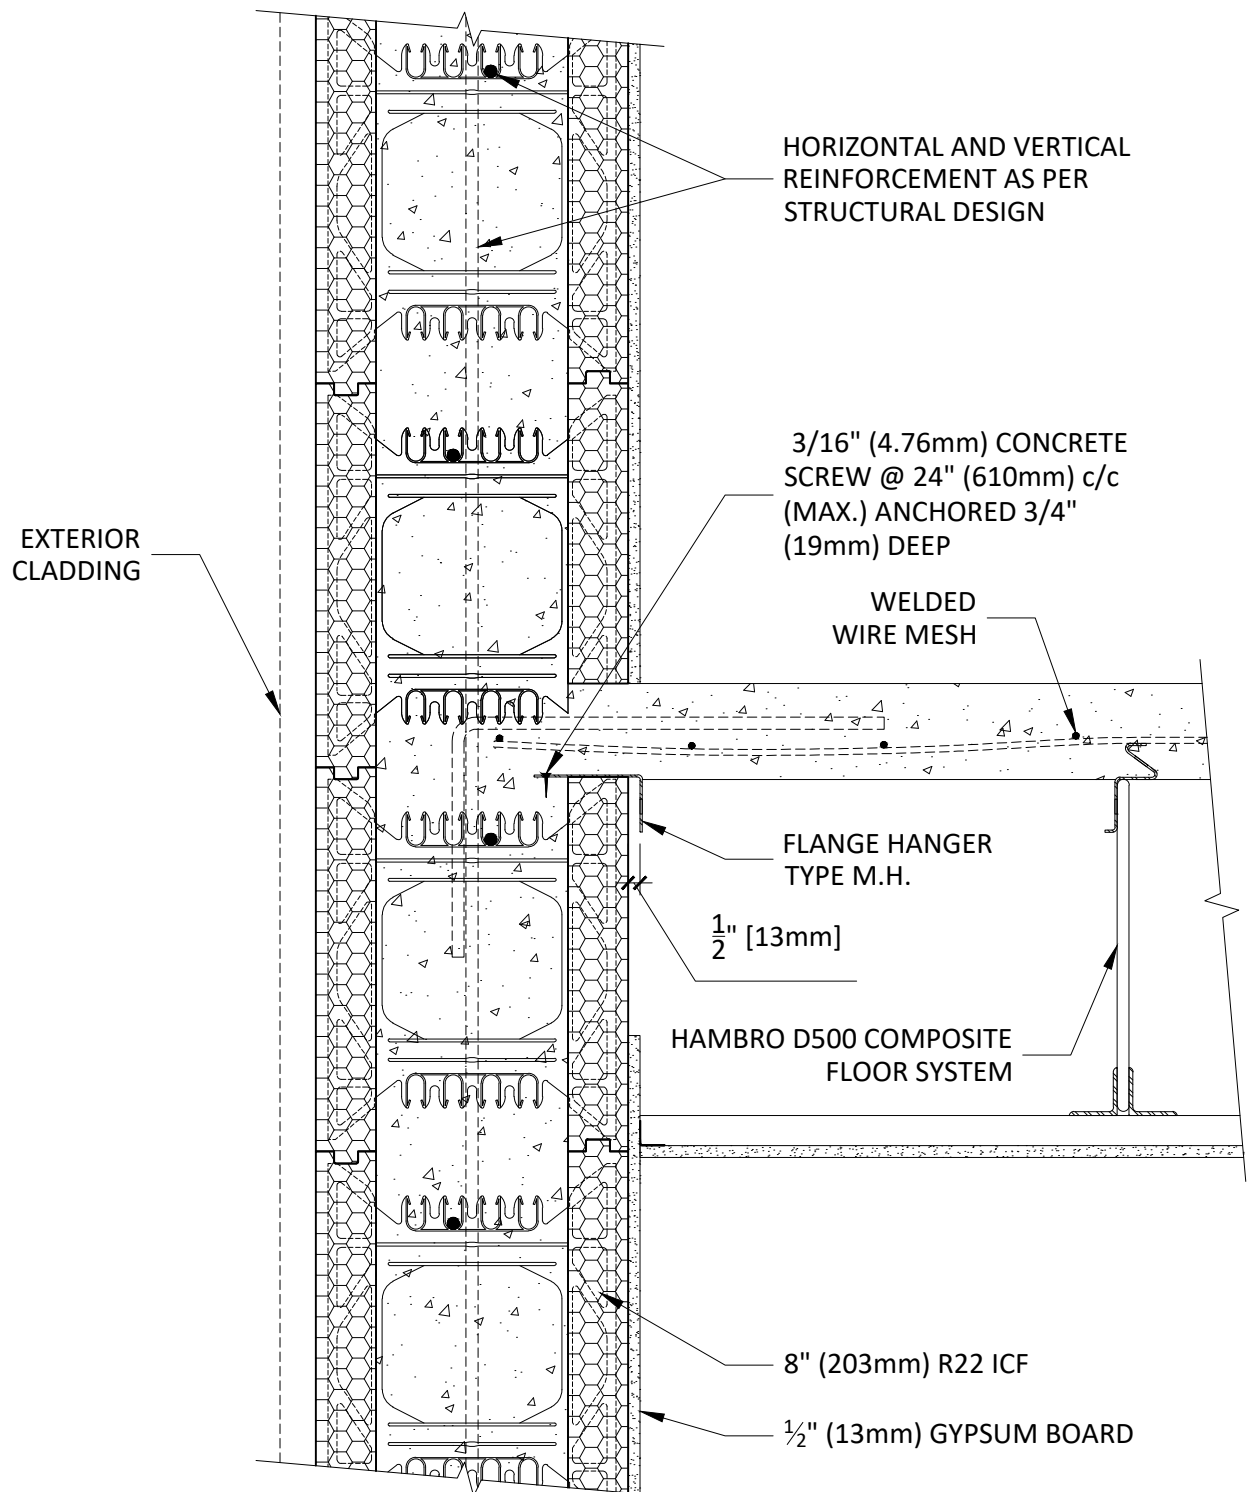 HORIZONTAL AND VERTICAL
REINFORCEMENT AS PER
STRUCTURAL DESIGN
3/16" (4.76mm) CONCRETE
SCREW @ 24" (610mm) c/c
(MAX.) ANCHORED 3/4"
(19mm) DEEP
EXTERIOR
CLADDING
WELDED
WIRE MESH
FLANGE HANGER
TYPE M.H.
1/2" [13mm]
HAMBRO D500 COMPOSITE
FLOOR SYSTEM
8" (203mm) R22 ICF
½" (13mm) GYPSUM BOARD